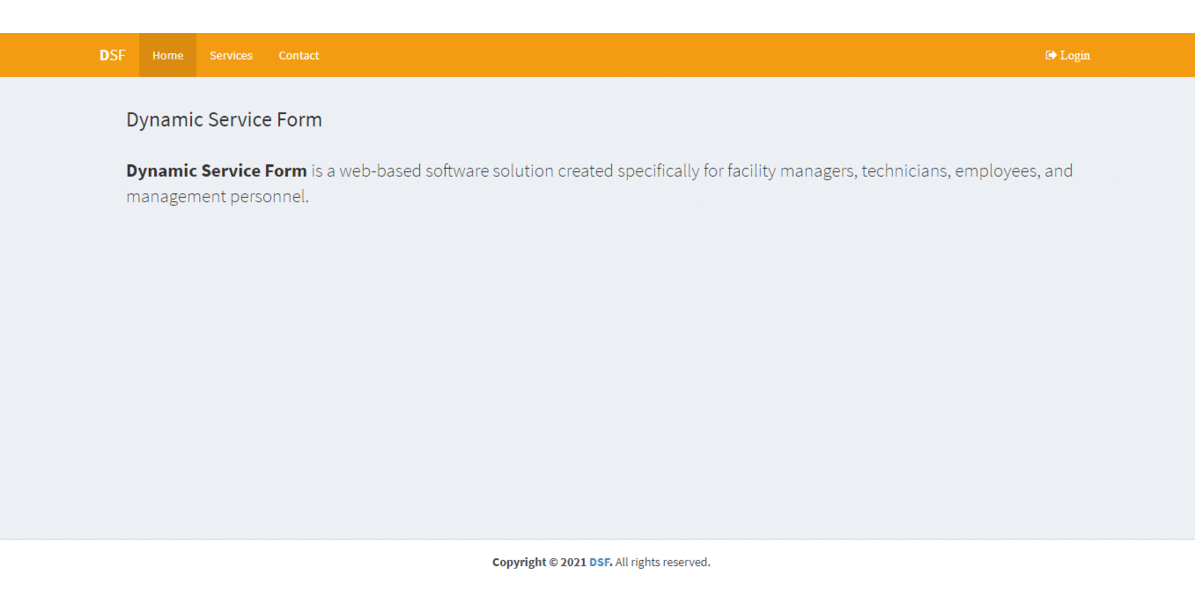 DSF Home Services Contact Login
Dynamic Service Form
Dynamic Service Form is a web-based software solution created specifically for facility managers, technicians, employees, and
management personnel.
Copyright © 2021 DSF. All rights reserved.